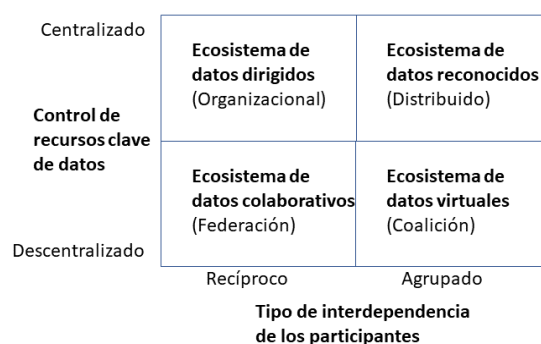 Centralizado
Ecosistema de
datos dirigidos
(Organizacional)
Ecosistema de
datos reconocidos
(Distribuido)
Control de
recursos clave
de datos
Ecosistema de
datos colaborativos
(Federación)
Ecosistema de
datos virtuales
(Coalición)
Descentralizado
Recíproco
Agrupado
Tipo de interdependencia
de los participantes